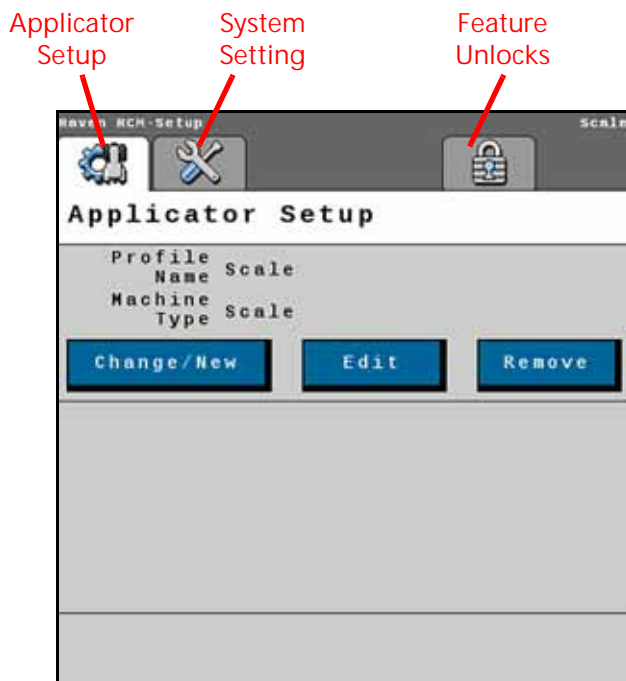 Applicator Setup
System Setting
Feature Unlocks
Raven RCM-Setup
Scale
Applicator Setup
Profile Name Scale
Machine Type Scale
Change/New
Edit
Remove